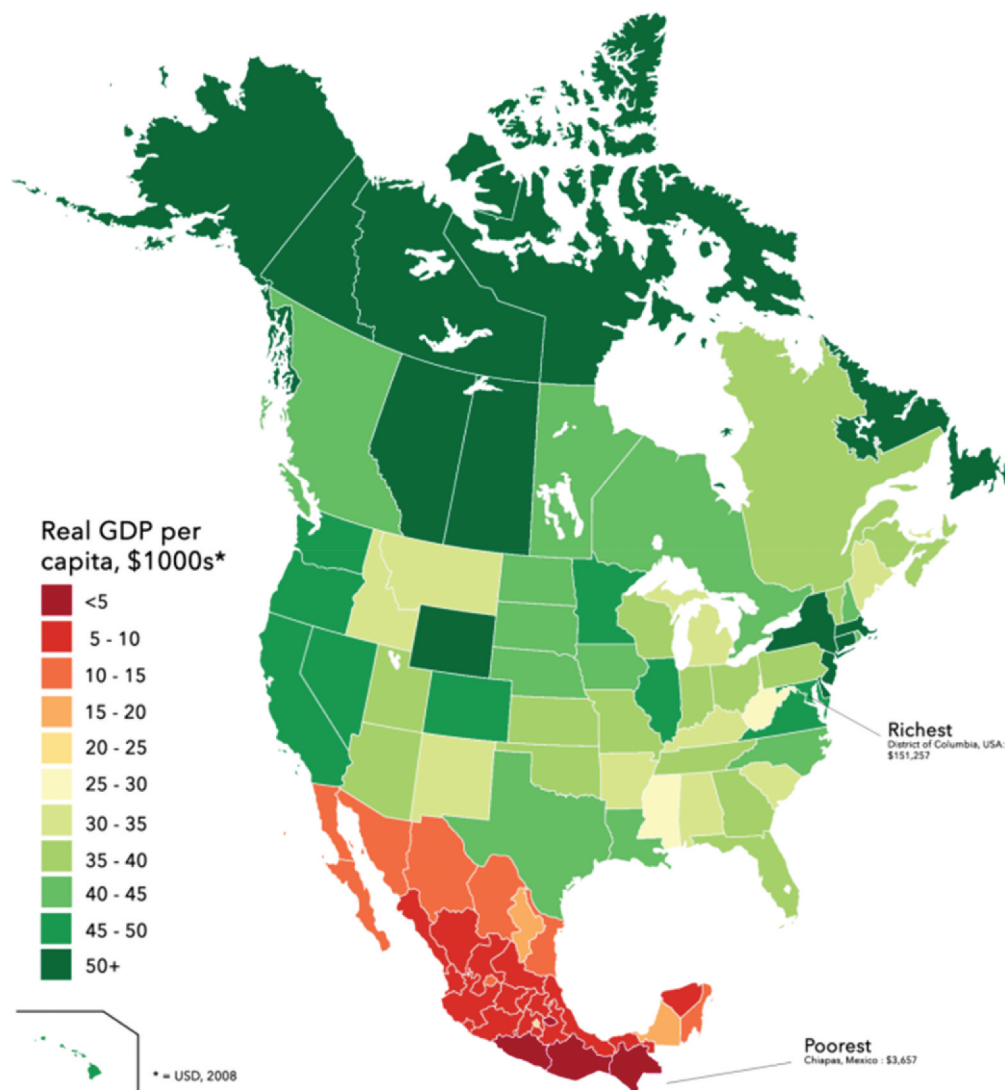 Real GDP per
capita, $1000s*
<5
5 - 10
10 - 15
15 - 20
20 - 25
25 - 30
30 - 35
35 - 40
40 - 45
45 - 50
50+
Richest
District of Columbia, USA:
$151,257
Poorest
Chiapas, Mexico : $3,657
* = USD, 2008